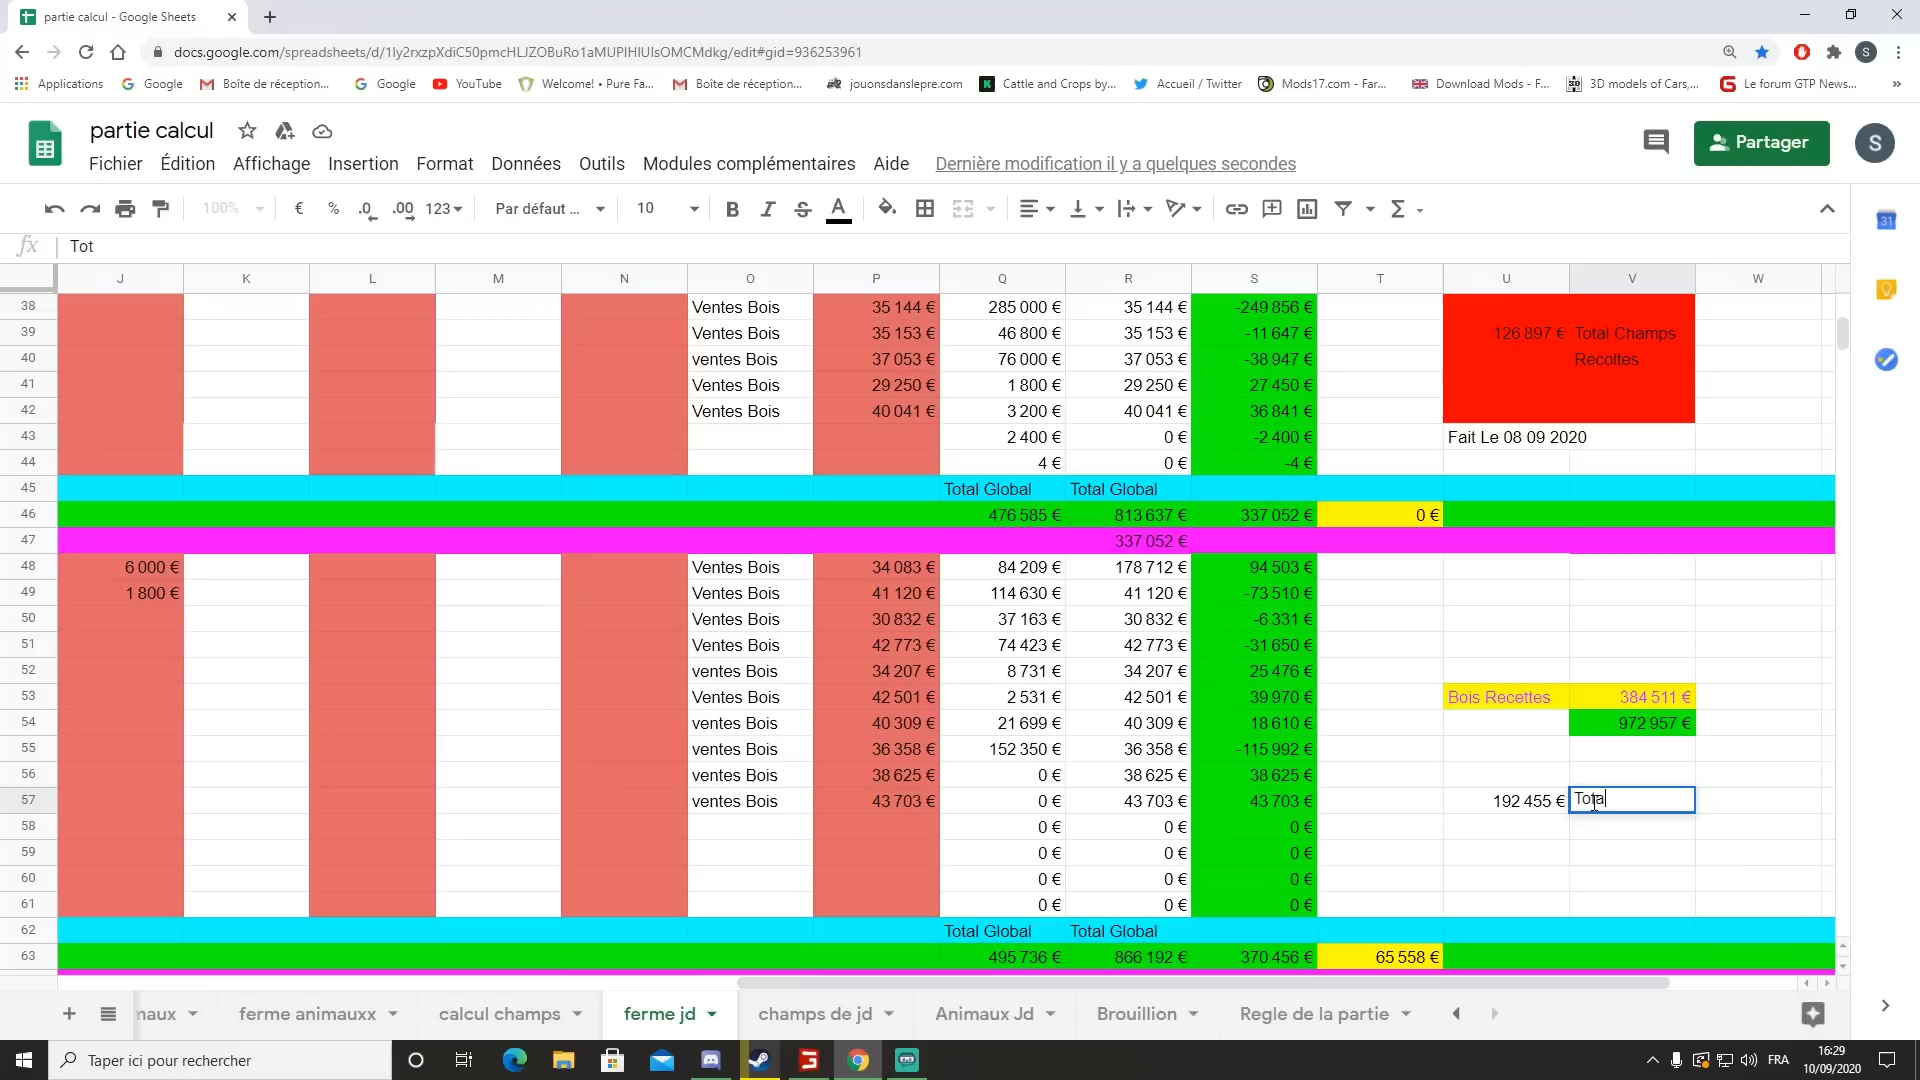 partie calcul - Google Sheets
docs.google.com/spreadsheets/d/1Iy2rxzpXdiC50pmcHLJZOBuRo1aMUPIHIUIsOMCMdkg/edit#gid=936253961
Applications Google Boîte de réception... Google YouTube Welcome! • Pure Fa... Boîte de réception... jouonsdanslepre.com Cattle and Crops by... Accueil / Twitter Mods17.com - Far... Download Mods - F... 3D models of Cars,... Le forum GTP News... »
partie calcul
Partager S
Fichier Édition Affichage Insertion Format Données Outils Modules complémentaires Aide Dernière modification il y a quelques secondes
100% € % .0 .00 123 Par défaut ... 10 B I S A Σ
fx Tot
J K L M N O P Q R S T U V W
38 Ventes Bois 35 144 € 285 000 € 35 144 € -249 856 €
39 Ventes Bois 35 153 € 46 800 € 35 153 € -11 647 € 126 897 € Total Champs
40 ventes Bois 37 053 € 76 000 € 37 053 € -38 947 € Récoltes
41 Ventes Bois 29 250 € 1 800 € 29 250 € 27 450 €
42 Ventes Bois 40 041 € 3 200 € 40 041 € 36 841 €
43 2 400 € 0 € -2 400 € Fait Le 08 09 2020
44 4 € 0 € -4 €
45 Total Global Total Global
46 476 585 € 813 637 € 337 052 € 0 €
47 337 052 €
48 6 000 € Ventes Bois 34 083 € 84 209 € 178 712 € 94 503 €
49 1 800 € Ventes Bois 41 120 € 114 630 € 41 120 € -73 510 €
50 Ventes Bois 30 832 € 37 163 € 30 832 € -6 331 €
51 Ventes Bois 42 773 € 74 423 € 42 773 € -31 650 €
52 ventes Bois 34 207 € 8 731 € 34 207 € 25 476 €
53 Ventes Bois 42 501 € 2 531 € 42 501 € 39 970 € Bois Recettes 384 511 €
54 ventes Bois 40 309 € 21 699 € 40 309 € 18 610 € 972 957 €
55 ventes Bois 36 358 € 152 350 € 36 358 € -115 992 €
56 ventes Bois 38 625 € 0 € 38 625 € 38 625 €
57 ventes Bois 43 703 € 0 € 43 703 € 43 703 € 192 455 € Tota
58 0 € 0 € 0 €
59 0 € 0 € 0 €
60 0 € 0 € 0 €
61 0 € 0 € 0 €
62 Total Global Total Global
63 495 736 € 866 192 € 370 456 € 65 558 €
maux ferme animauxx calcul champs ferme jd champs de jd Animaux Jd Brouillion Regle de la partie
Taper ici pour rechercher
FRA
16:29
10/09/2020